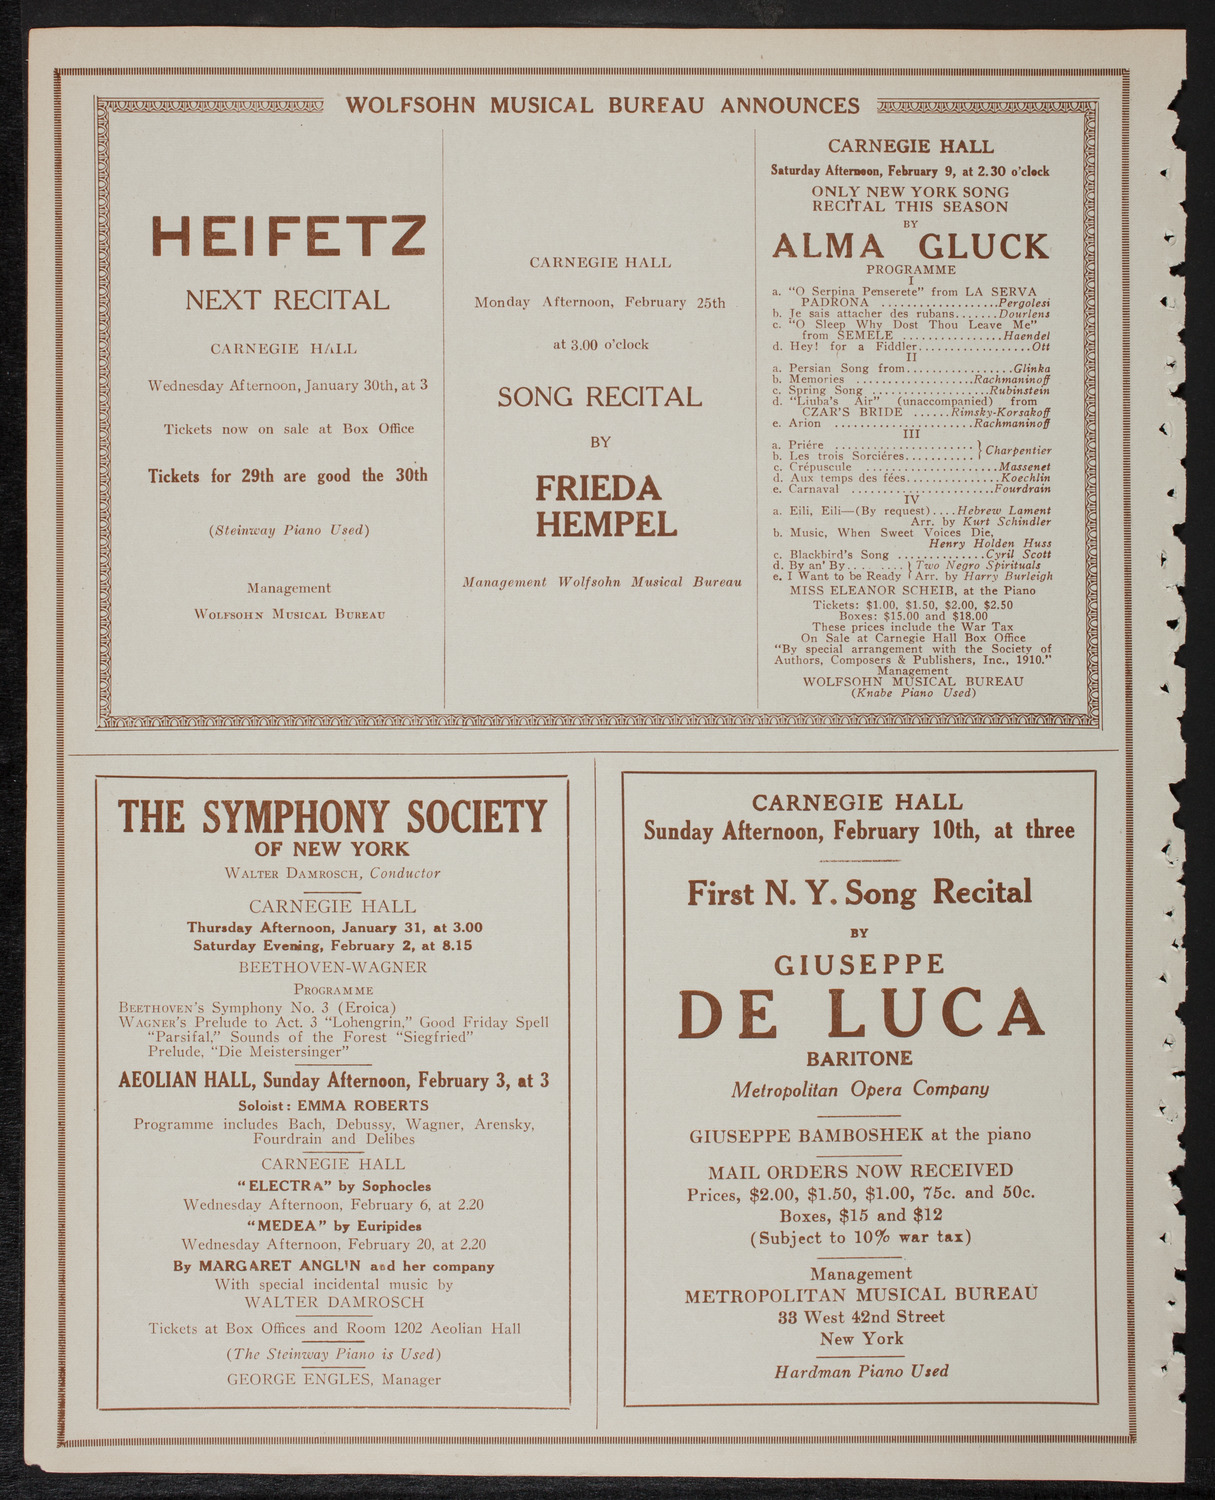 WOLFSOHN MUSICAL BUREAU ANNOUNCES
HEIFETZ
NEXT RECITAL
CARNEGIE HALL
Wednesday Afternoon, January 30th, at 3
Tickets now on sale at Box Office
Tickets for 29th are good the 30th
(Steinway Piano Used)
Management
WOLFSOHN MUSICAL BUREAU
CARNEGIE HALL
Monday Afternoon, February 25th
at 3.00 o'clock
SONG RECITAL
BY
FRIEDA
HEMPEL
Management Wolfsohn Musical Bureau
CARNEGIE HALL
Saturday Afternoon, February 9, at 2.30 o'clock
ONLY NEW YORK SONG
RECITAL THIS SEASON
BY
ALMA GLUCK
PROGRAMME
I
a. "O Serpina Penserete" from LA SERVA
PADRONA ..................Pergolesi
b. Je sais attacher des rubans.......Dourlens
c. "O Sleep Why Dost Thou Leave Me"
from SEMELE ................Haendel
d. Hey! for a Fiddler..................Ott
II
a. Persian Song from.................Glinka
b. Memories ..................Rachmaninoff
c. Spring Song ..................Rubinstein
d. "Liuba's Air" (unaccompanied) from
CZAR'S BRIDE ......Rimsky-Korsakoff
e. Arion ......................Rachmaninoff
III
a. Priére ......................
b. Les trois Sorciéres........... } Charpentier
c. Crépuscule ....................Massenet
d. Aux temps des fées...............Koechlin
e. Carnaval ......................Fourdrain
IV
a. Eili, Eili—(By request)....Hebrew Lament
Arr. by Kurt Schindler
b. Music, When Sweet Voices Die,
Henry Holden Huss
c. Blackbird's Song ..............Cyril Scott
d. By an' By.... .... } Two Negro Spirituals
e. I Want to be Ready } Arr. by Harry Burleigh
MISS ELEANOR SCHEIB, at the Piano
Tickets: $1.00, $1.50, $2.00, $2.50
Boxes: $15.00 and $18.00
These prices include the War Tax
On Sale at Carnegie Hall Box Office
"By special arrangement with the Society of
Authors, Composers & Publishers, Inc., 1910."
Management
WOLFSOHN MUSICAL BUREAU
(Knabe Piano Used)
THE SYMPHONY SOCIETY
OF NEW YORK
WALTER DAMROSCH, Conductor
CARNEGIE HALL
Thursday Afternoon, January 31, at 3.00
Saturday Evening, February 2, at 8.15
BEETHOVEN-WAGNER
PROGRAMME
BEETHOVEN'S Symphony No. 3 (Eroica)
WAGNER'S Prelude to Act. 3 "Lohengrin," Good Friday Spell
"Parsifal," Sounds of the Forest "Siegfried"
Prelude, "Die Meistersinger"
AEOLIAN HALL, Sunday Afternoon, February 3, at 3
Soloist: EMMA ROBERTS
Programme includes Bach, Debussy, Wagner, Arensky,
Fourdrain and Delibes
CARNEGIE HALL
"ELECTRA" by Sophocles
Wednesday Afternoon, February 6, at 2.20
"MEDEA" by Euripides
Wednesday Afternoon, February 20, at 2.20
By MARGARET ANGLIN and her company
With special incidental music by
WALTER DAMROSCH
Tickets at Box Offices and Room 1202 Aeolian Hall
(The Steinway Piano is Used)
GEORGE ENGLES, Manager
CARNEGIE HALL
Sunday Afternoon, February 10th, at three
First N. Y. Song Recital
BY
GIUSEPPE
DE LUCA
BARITONE
Metropolitan Opera Company
GIUSEPPE BAMBOSHEK at the piano
MAIL ORDERS NOW RECEIVED
Prices, $2.00, $1.50, $1.00, 75c. and 50c.
Boxes, $15 and $12
(Subject to 10% war tax)
Management
METROPOLITAN MUSICAL BUREAU
33 West 42nd Street
New York
Hardman Piano Used